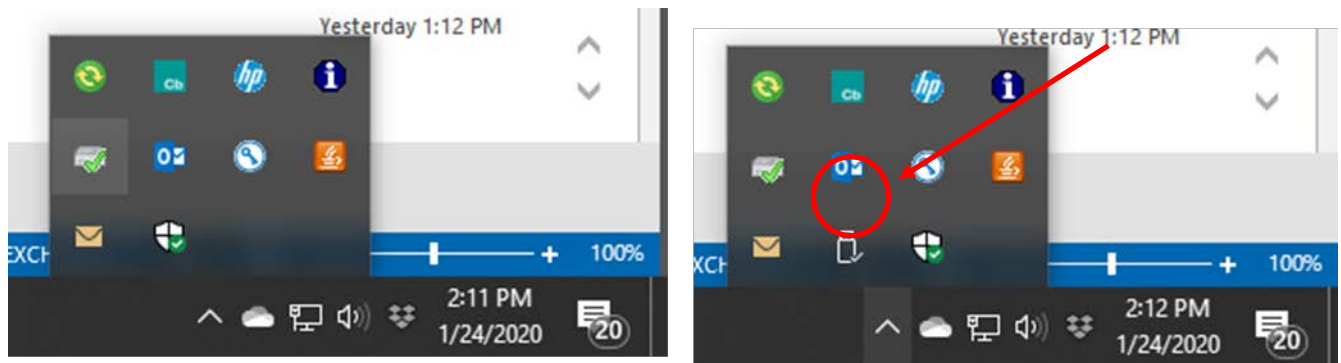 Yesterday 1:12 PM
Cb
hp
i
O
EXCH
100%
2:11 PM
1/24/2020
20
Yesterday 1:12 PM
Cb
hp
i
O
XCH
100%
2:12 PM
1/24/2020
20